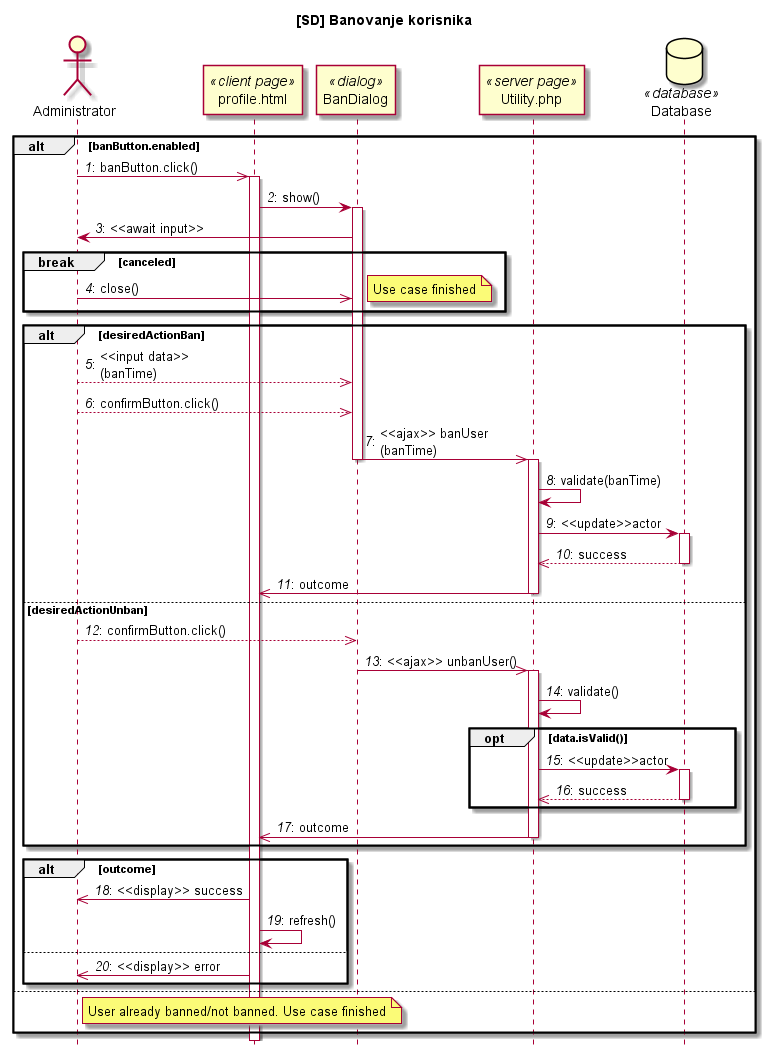 [SD] Banovanje korisnika
Administrator
«client page»
profile.html
«dialog»
BanDialog
«server page»
Utility.php
«database»
Database
alt [banButton.enabled]
1: banButton.click()
2: show()
3: <<await input>>
break [canceled]
4: close()
Use case finished
alt [desiredActionBan]
5: <<input data>>
(banTime)
6: confirmButton.click()
7: <<ajax>> banUser
(banTime)
8: validate(banTime)
9: <<update>>actor
10: success
11: outcome
[desiredActionUnban]
12: confirmButton.click()
13: <<ajax>> unbanUser()
14: validate()
opt [data.isValid()]
15: <<update>>actor
16: success
17: outcome
alt [outcome]
18: <<display>> success
19: refresh()
20: <<display>> error
User already banned/not banned. Use case finished